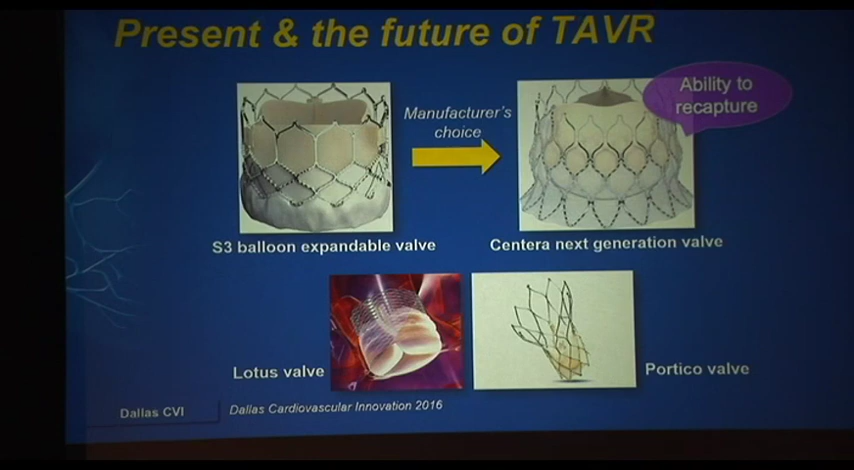 Present & the future of TAVR
Ability to
recapture
Manufacturer's
choice
S3 balloon expandable valve
Centera next generation valve
Lotus valve
Portico valve
Dallas CVI
Dallas Cardiovascular Innovation 2016